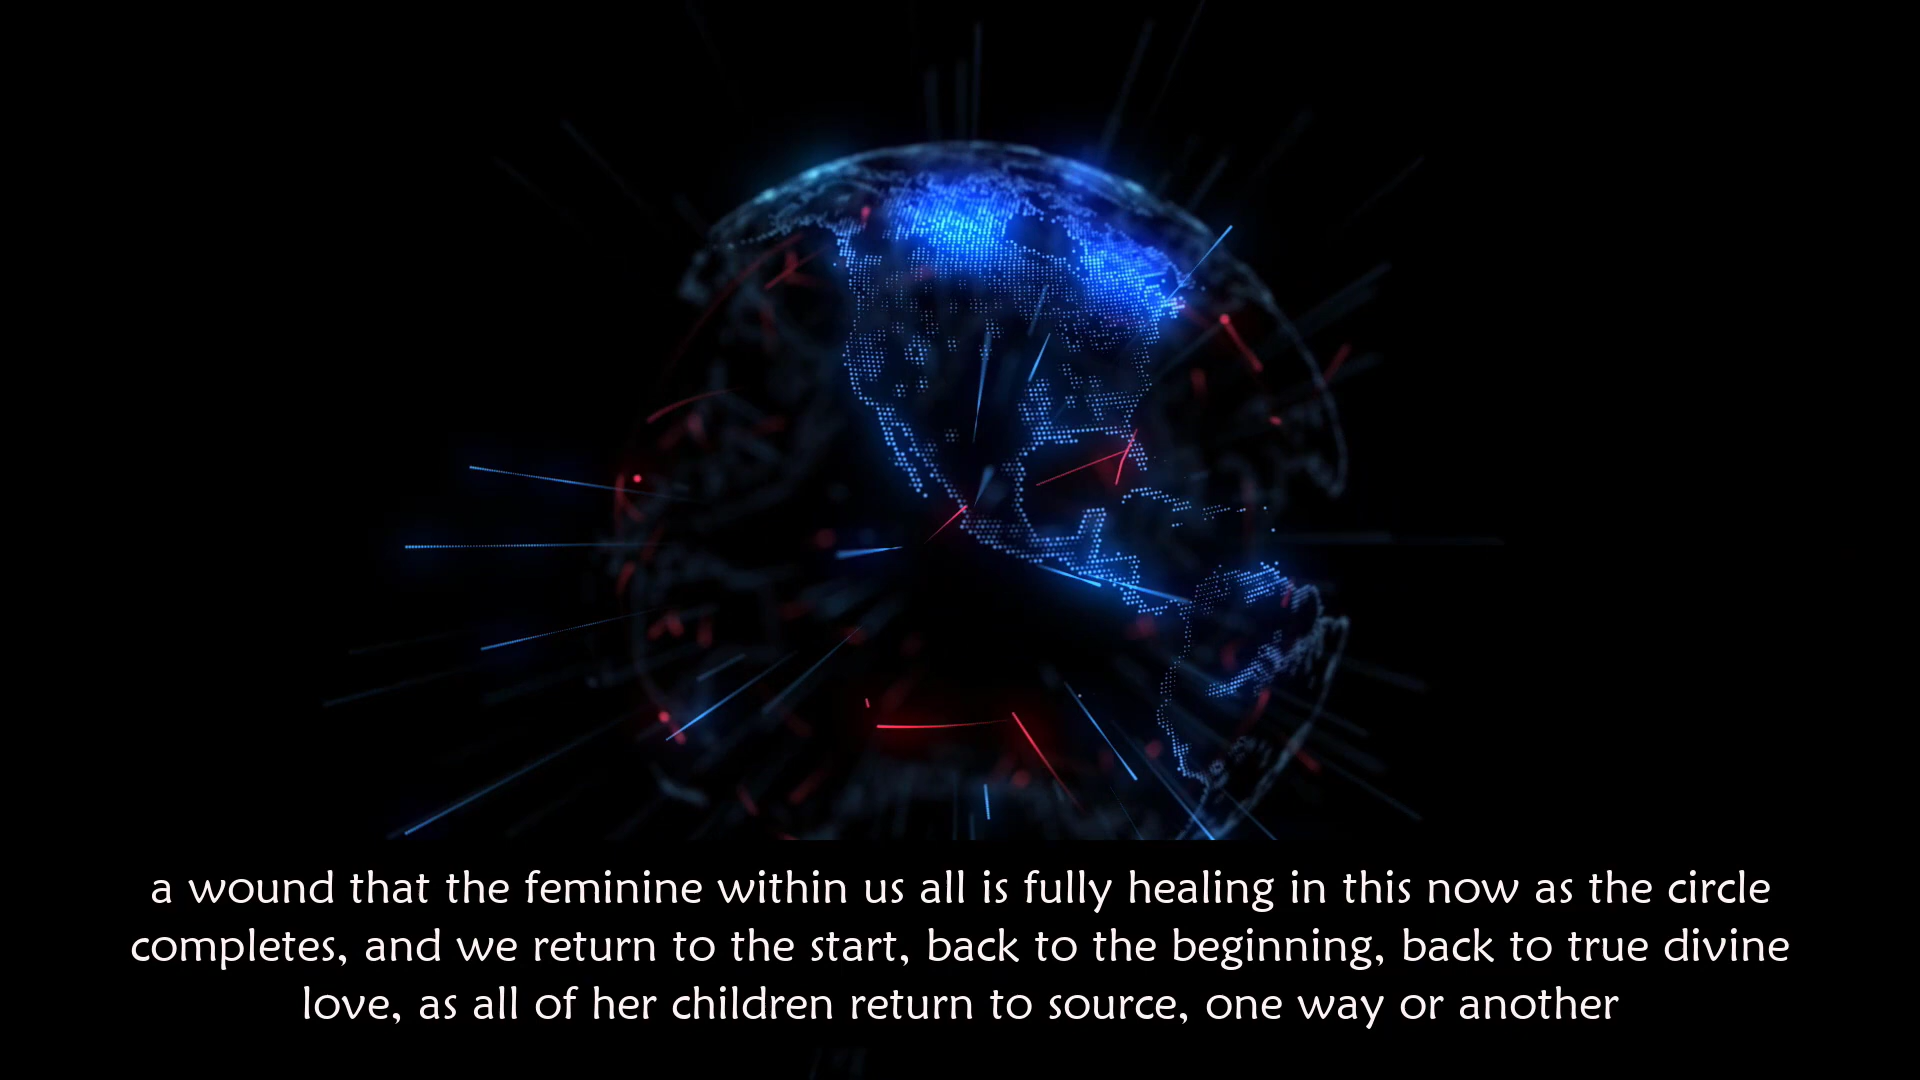 a wound that the feminine within us all is fully healing in this now as the circle
completes, and we return to the start, back to the beginning, back to true divine
love, as all of her children return to source, one way or another